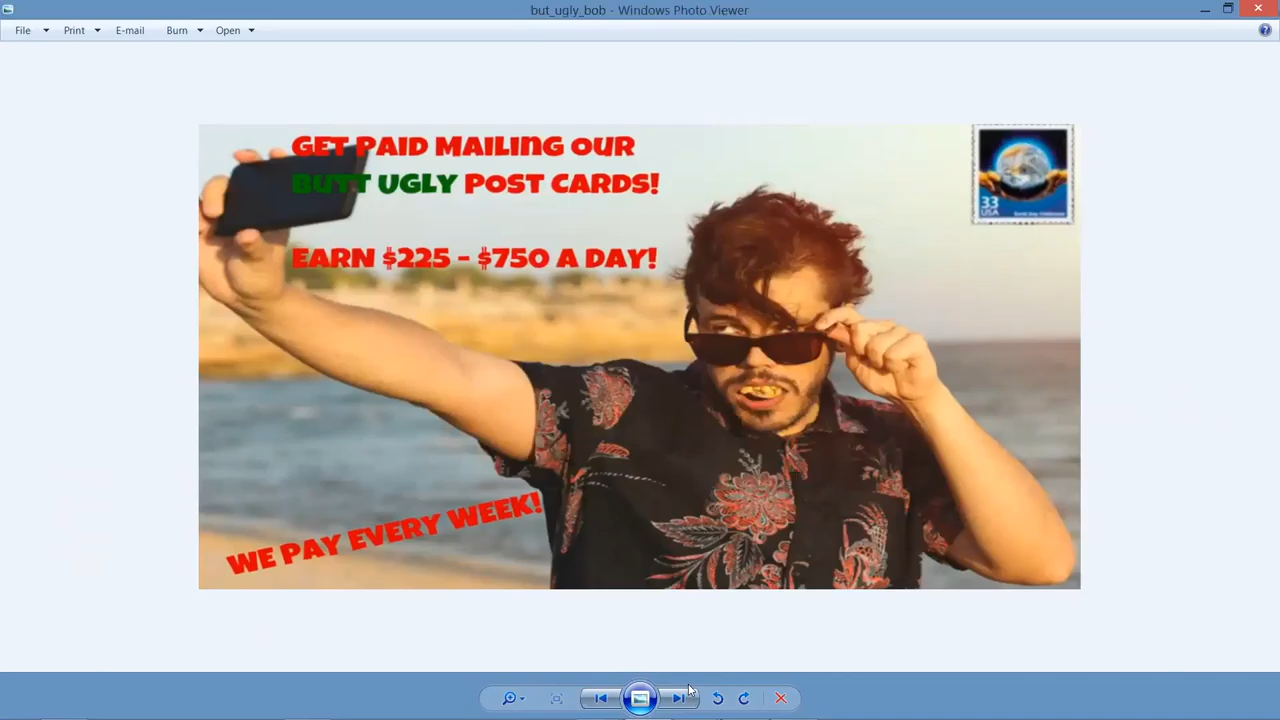 but_ugly_bob - Windows Photo Viewer
File Print E-mail Burn Open
GET PAID MAILING OUR
BUTT UGLY POST CARDS!
EARN $225 - $750 A DAY!
33
USA
WE PAY EVERY WEEK!